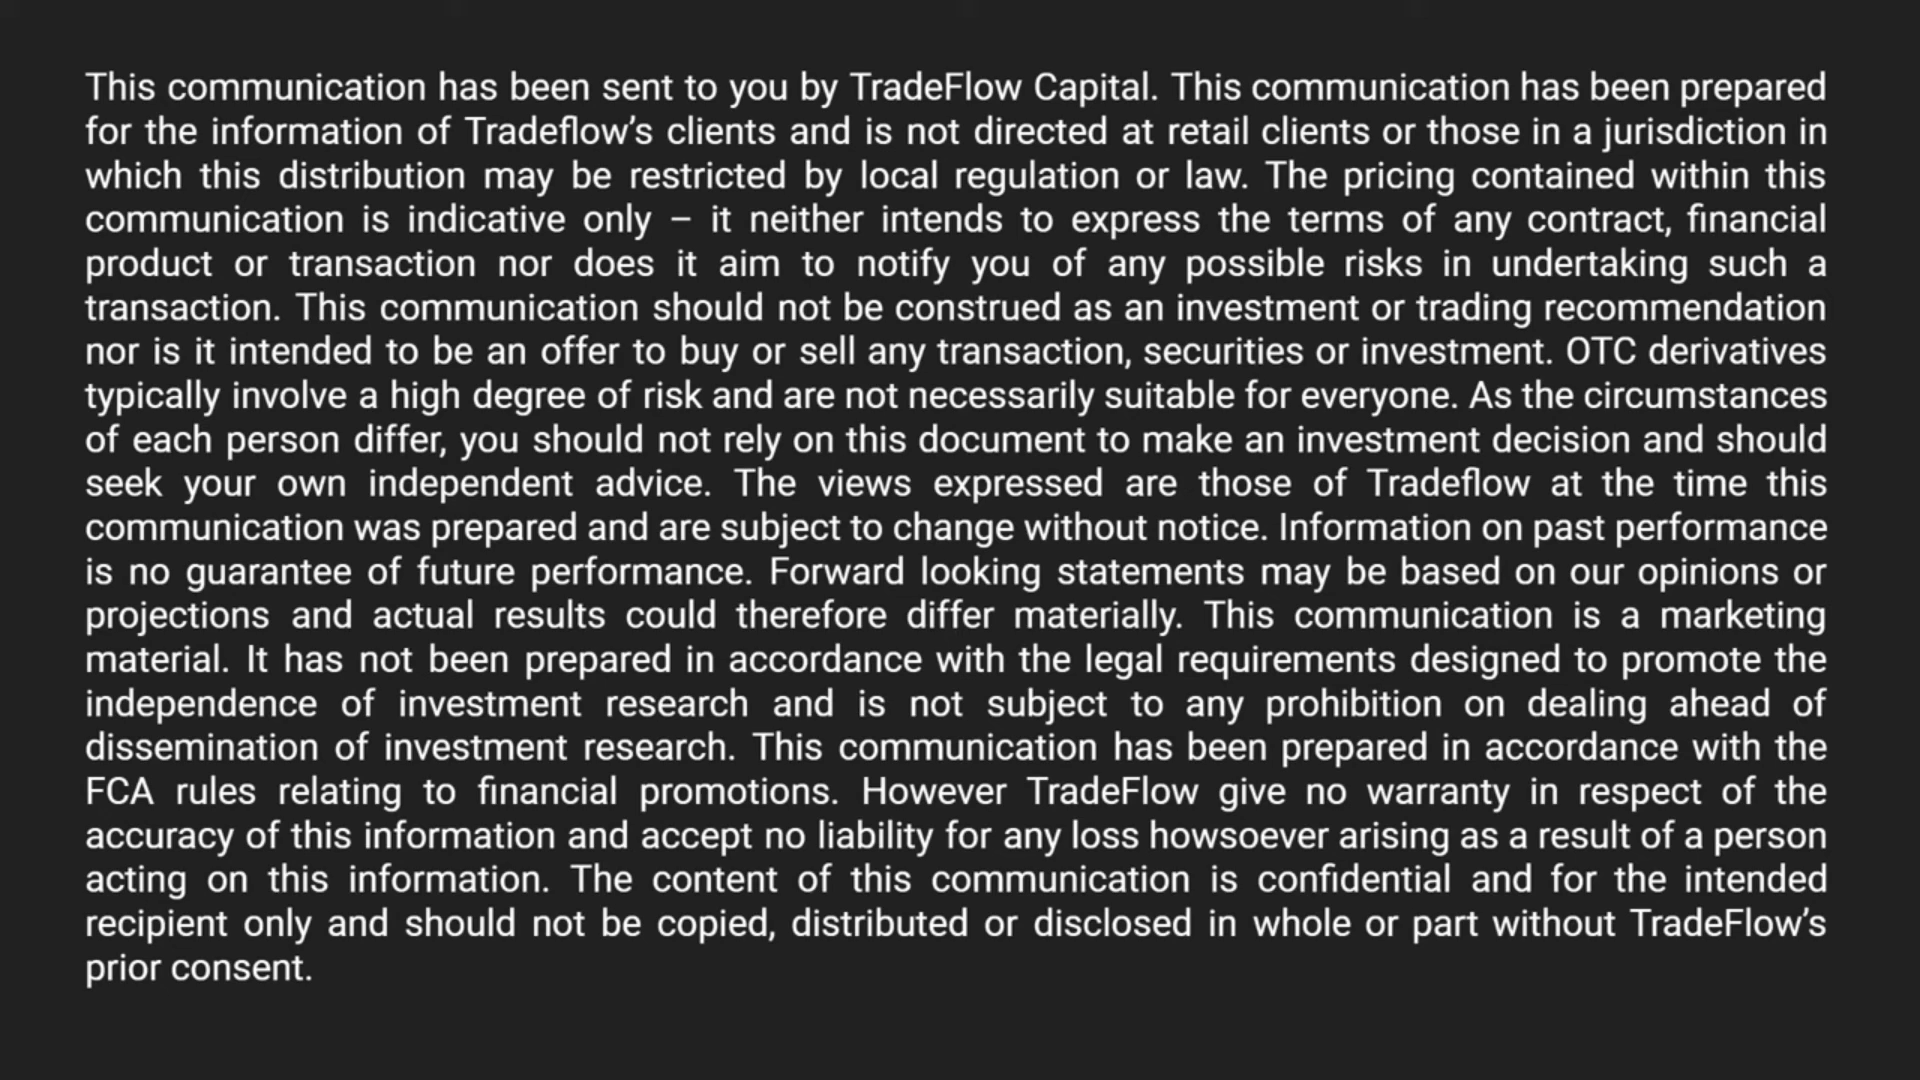 This communication has been sent to you by TradeFlow Capital. This communication has been prepared
for the information of Tradeflow’s clients and is not directed at retail clients or those in a jurisdiction in
which this distribution may be restricted by local regulation or law. The pricing contained within this
communication is indicative only – it neither intends to express the terms of any contract, financial
product or transaction nor does it aim to notify you of any possible risks in undertaking such a
transaction. This communication should not be construed as an investment or trading recommendation
nor is it intended to be an offer to buy or sell any transaction, securities or investment. OTC derivatives
typically involve a high degree of risk and are not necessarily suitable for everyone. As the circumstances
of each person differ, you should not rely on this document to make an investment decision and should
seek your own independent advice. The views expressed are those of Tradeflow at the time this
communication was prepared and are subject to change without notice. Information on past performance
is no guarantee of future performance. Forward looking statements may be based on our opinions or
projections and actual results could therefore differ materially. This communication is a marketing
material. It has not been prepared in accordance with the legal requirements designed to promote the
independence of investment research and is not subject to any prohibition on dealing ahead of
dissemination of investment research. This communication has been prepared in accordance with the
FCA rules relating to financial promotions. However TradeFlow give no warranty in respect of the
accuracy of this information and accept no liability for any loss howsoever arising as a result of a person
acting on this information. The content of this communication is confidential and for the intended
recipient only and should not be copied, distributed or disclosed in whole or part without TradeFlow’s
prior consent.